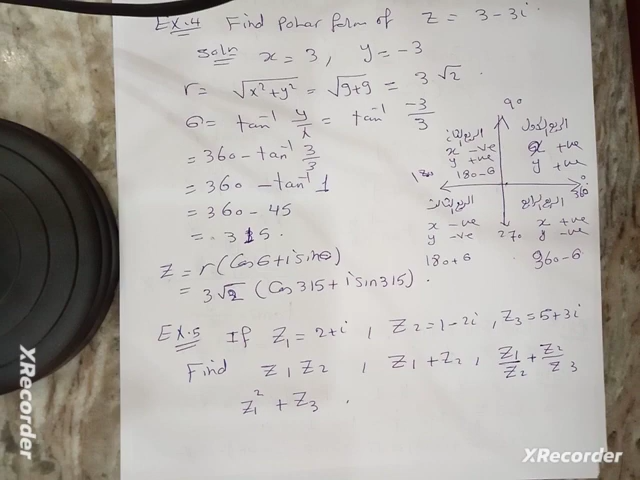 Ex.4 Find Polar form of z = 3 - 3i.
Soln x = 3, y = -3
r = √x² + y² = √9+9 = 3√2.
θ = tan⁻¹ y/x = tan⁻¹ -3/3
= 360 - tan⁻¹ 3/3
= 360 - tan⁻¹ 1
= 360 - 45
= 315.
z = r(Cosθ + i sinθ)
= 3√2 (Cos 315 + i sin 315).
90
الربع الثاني
x -ve
y +ve
180-θ
الربع الاول
x +ve
y +ve
180
0
360
الربع الثالث
x -ve
y -ve
180+θ
270
الربع الرابع
x +ve
y -ve
360-θ
Ex.5 If Z1 = 2+i, Z2 = 1-2i, Z3 = 5+3i
Find Z1 Z2, Z1 + Z2, Z1/Z2 + Z2/Z3
Z1² + Z3.
XRecorder
XRecorder